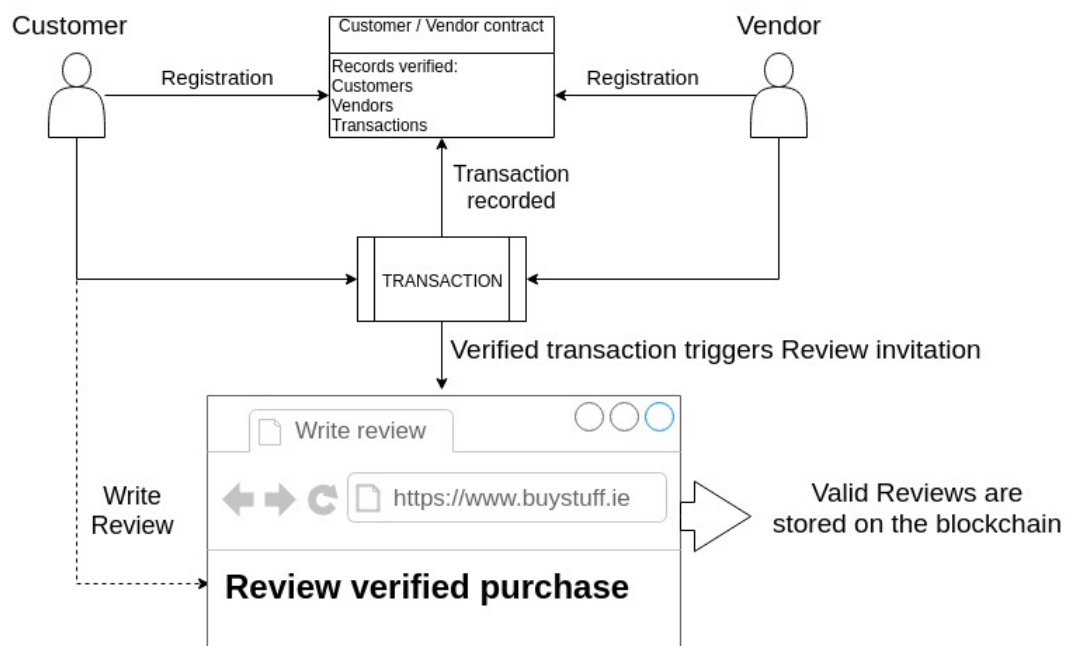 Customer
Customer / Vendor contract
Vendor
Registration
Records verified:
Customers
Vendors
Transactions
Registration
Transaction
recorded
TRANSACTION
Verified transaction triggers Review invitation
Write review
https://www.buystuff.ie
Write
Review
Valid Reviews are
stored on the blockchain
Review verified purchase